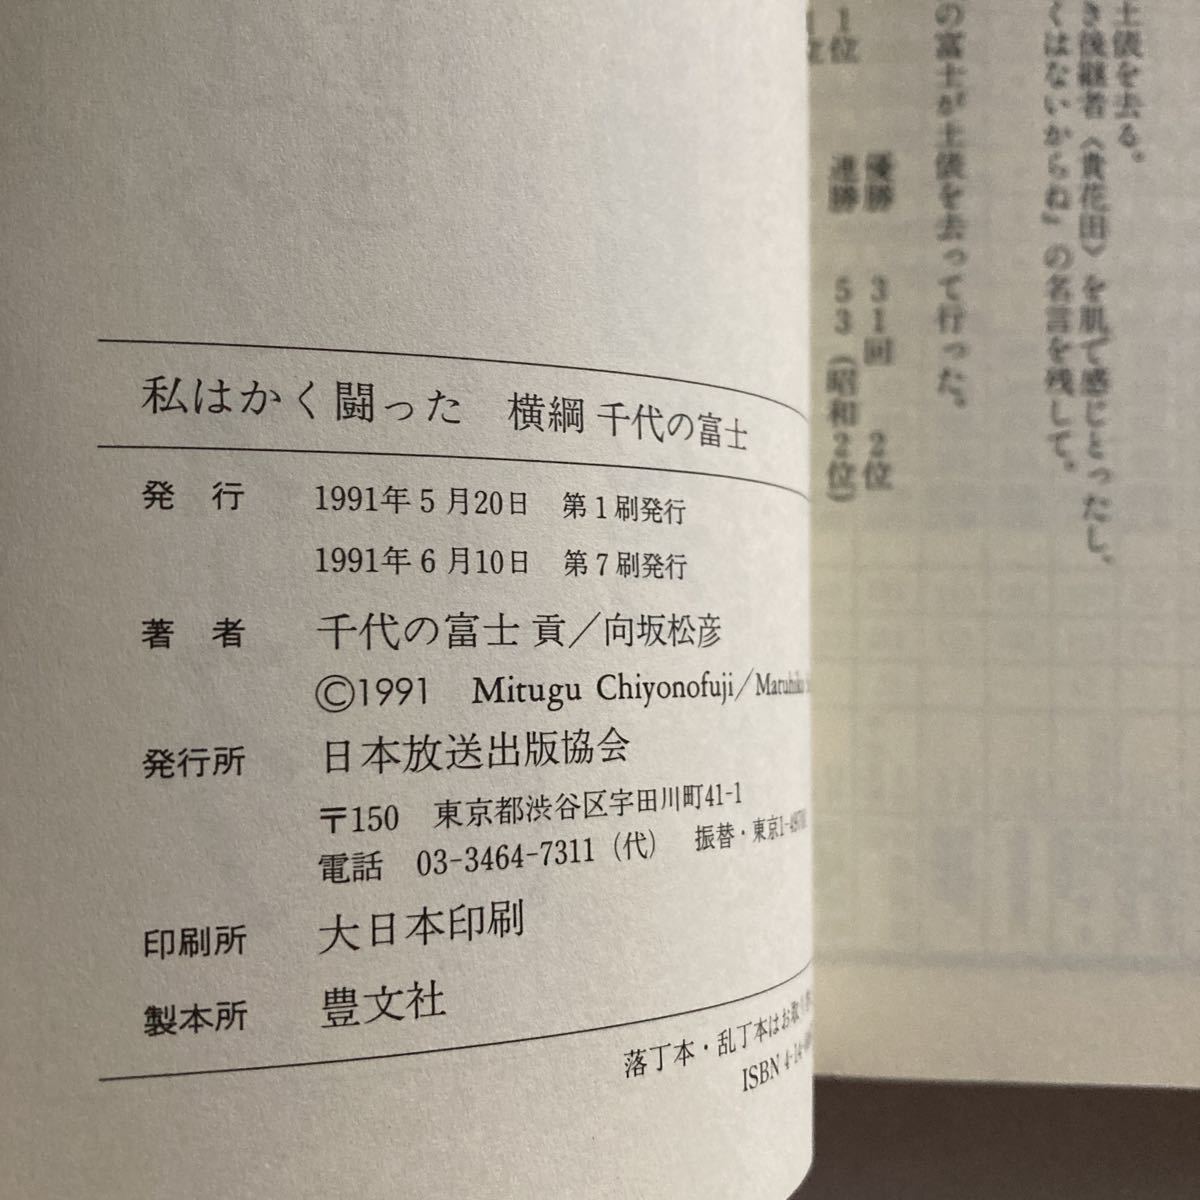 私はかく闘った 横綱 千代の富士
発行 1991年5月20日 第1刷発行
1991年6月10日 第7刷発行
著者 千代の富士 貢／向坂松彦
©1991 Mitugu Chiyonofuji／Matuhiko
発行所 日本放送出版協会
〒150 東京都渋谷区宇田川町41-1
電話 03-3464-7311（代） 振替・東京1-
印刷所 大日本印刷
製本所 豊文社
落丁本・乱丁本はお取り
ISBN 4-14-
土俵を去る。
き後継者〈貴花田〉を肌で感じとったし、
くはないからね』の名言を残して。
の富士が土俵を去って行った。
優勝 31回 2位
1位 連勝 53（昭和2位）
位